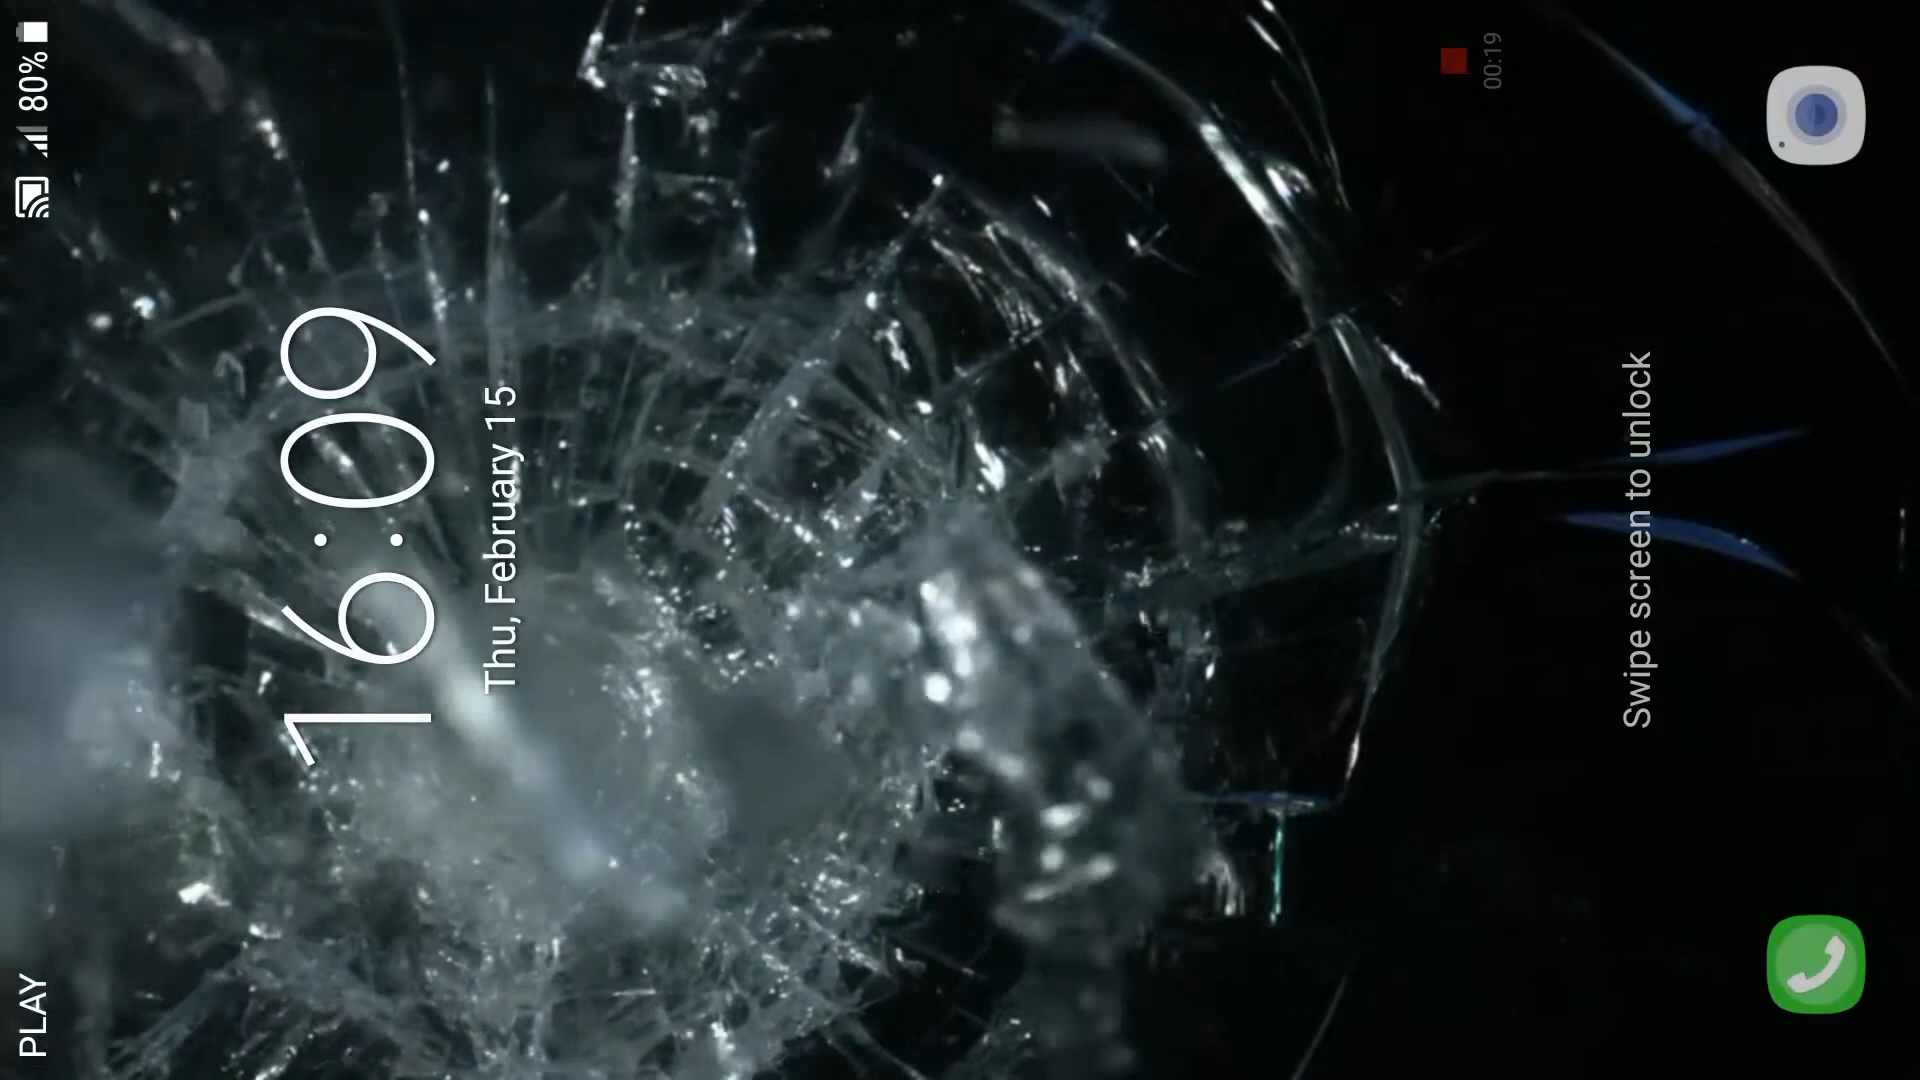 PLAY
80%
16:09
Thu, February 15
00:19
Swipe screen to unlock